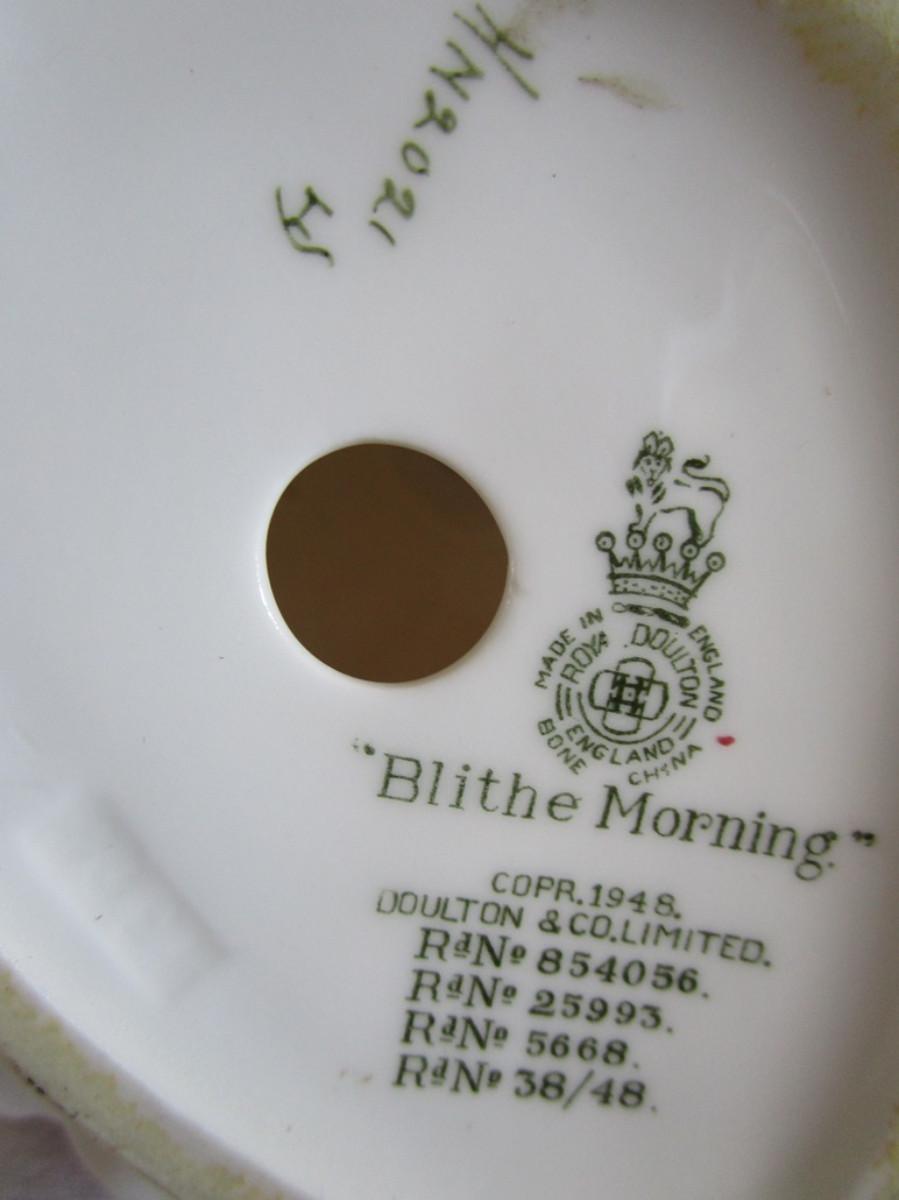 HN2021
MADE IN ENGLAND
ROYAL DOULTON
ENGLAND
BONE CHINA
"Blithe Morning."
COPR.1948.
DOULTON & CO.LIMITED.
RdNo 854056.
RdNo 25993.
RdNo 5668.
RdNo 38/48.